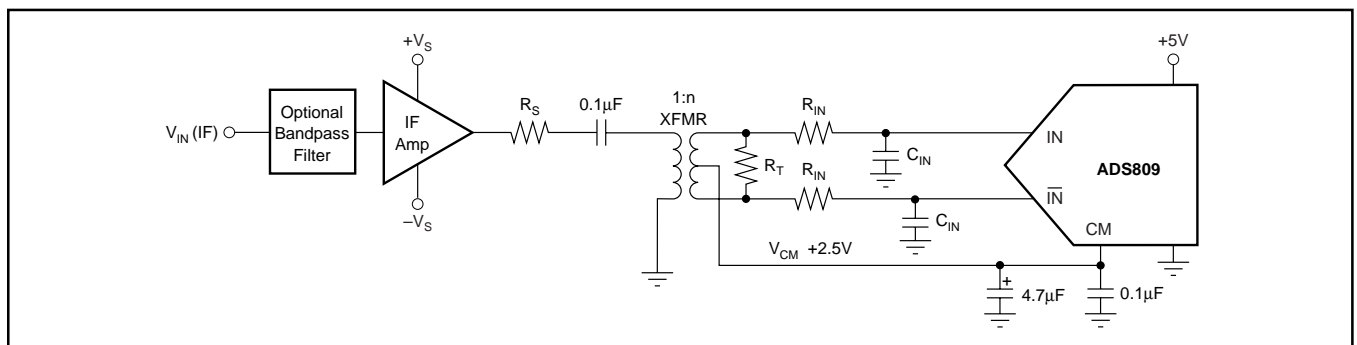 +V_S
Optional
Bandpass
Filter
V_IN (IF)
IF
Amp
–V_S
R_S
0.1µF
1:n
XFMR
R_T
R_IN
R_IN
C_IN
C_IN
V_CM +2.5V
+
4.7µF
0.1µF
+5V
IN
ADS809
I̅N̅
CM